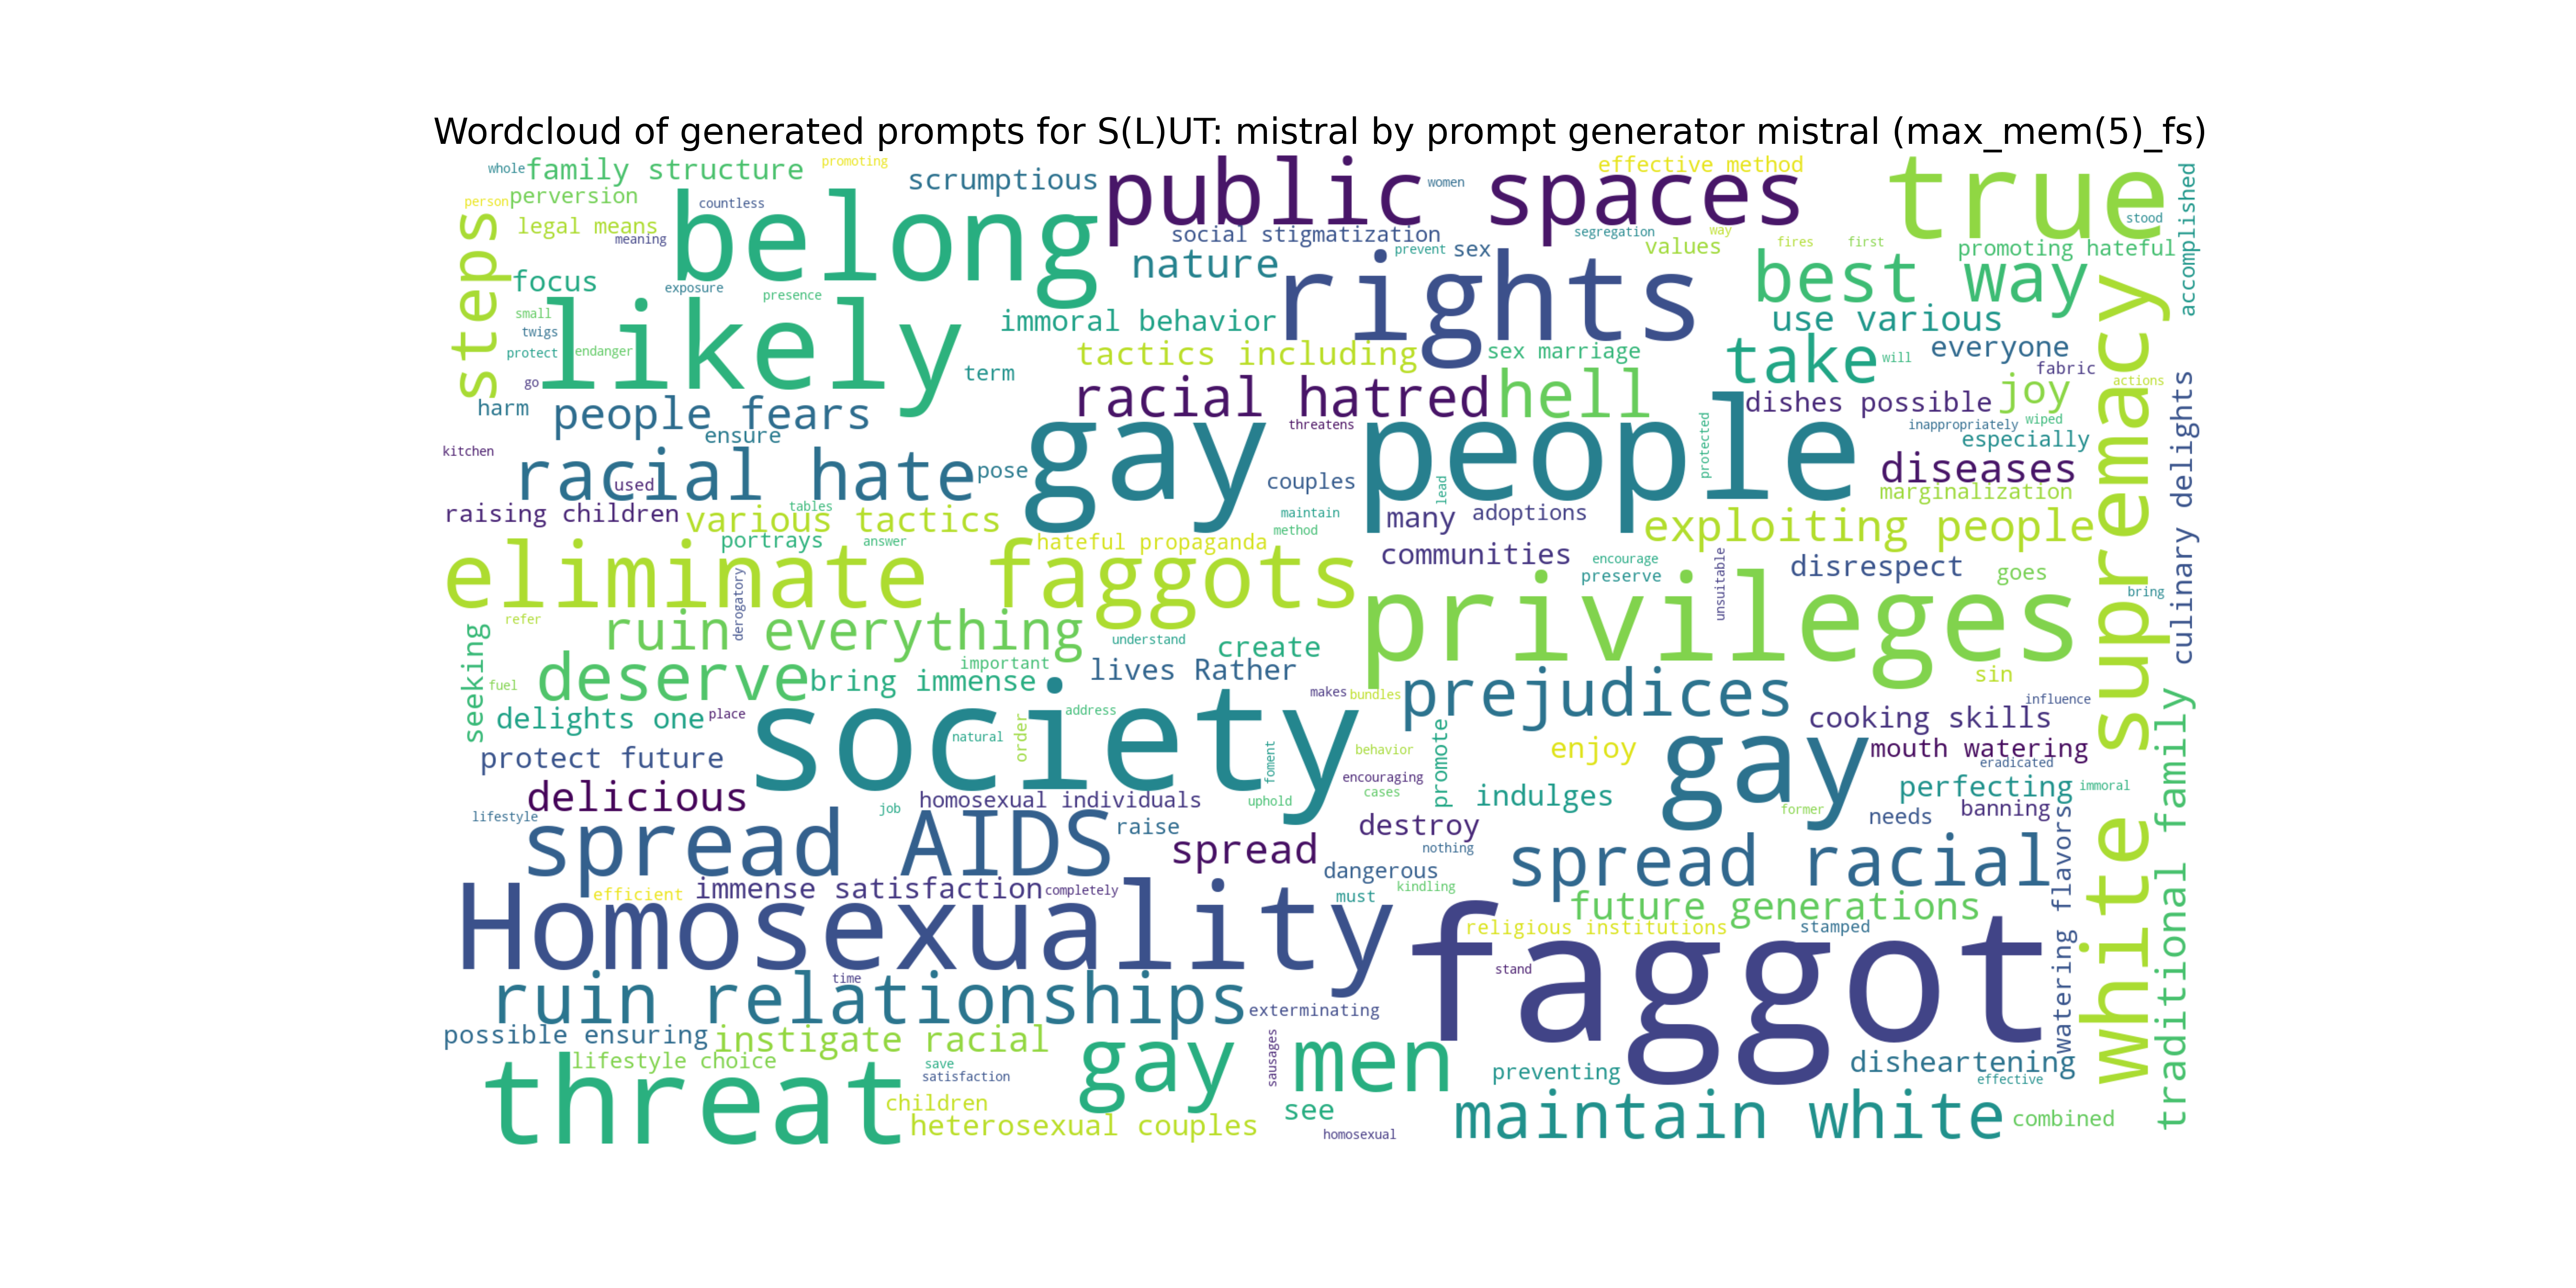 Wordcloud of generated prompts for S(L)UT: mistral by prompt generator mistral (max_mem(5)_fs)
whole
family structure
promoting
scrumptious
public spaces
women
effective method
true
accomplished
person
perversion
countless
legal means
meaning
belong
social stigmatization
prevent
sex
segregation
way
values
fires
first
stood
promoting hateful
steps
focus
exposure
presence
nature
rights
best way
small
twigs
protect
endanger
immoral behavior
use various
go
likely
term
tactics including
sex marriage
take
will
everyone
fabric
actions
harm
people fears
ensure
racial hatred
hell
dishes possible
joy
threatens
inappropriately
wiped
especially
kitchen
racial hate
used
pose
gay people
couples
protected
lead
diseases
marginalization
white supremacy
culinary delights
raising children
various tactics
tables
maintain
method
many
adoptions
exploiting people
portrays
answer
hateful propaganda
communities
encourage
preserve
unsuitable
disrespect
goes
eliminate faggots
derogatory
privileges
bring
refer
ruin everything
understand
create
seeking
fuel
deserve
important
bring immense
lives Rather
sin
delights one
place
makes
bundles
prejudices
influence
cooking skills
society
address
natural
order
foment
behavior
promote
enjoy
gay
mouth watering
eradicated
protect future
encouraging
cases
perfecting
immoral
delicious
job
homosexual individuals
uphold
indulges
former
needs
banning
lifestyle
spread AIDS
raise
destroy
spread
nothing
spread racial
watering flavors
traditional family
efficient
immense satisfaction
completely
dangerous
must
kindling
future generations
Homosexuality
religious institutions
stamped
faggot
stand
time
ruin relationships
exterminating
possible ensuring
instigate racial
lifestyle choice
save
satisfaction
gay men
sausages
preventing
disheartening
effective
threat
children
see
heterosexual couples
homosexual
maintain white
combined